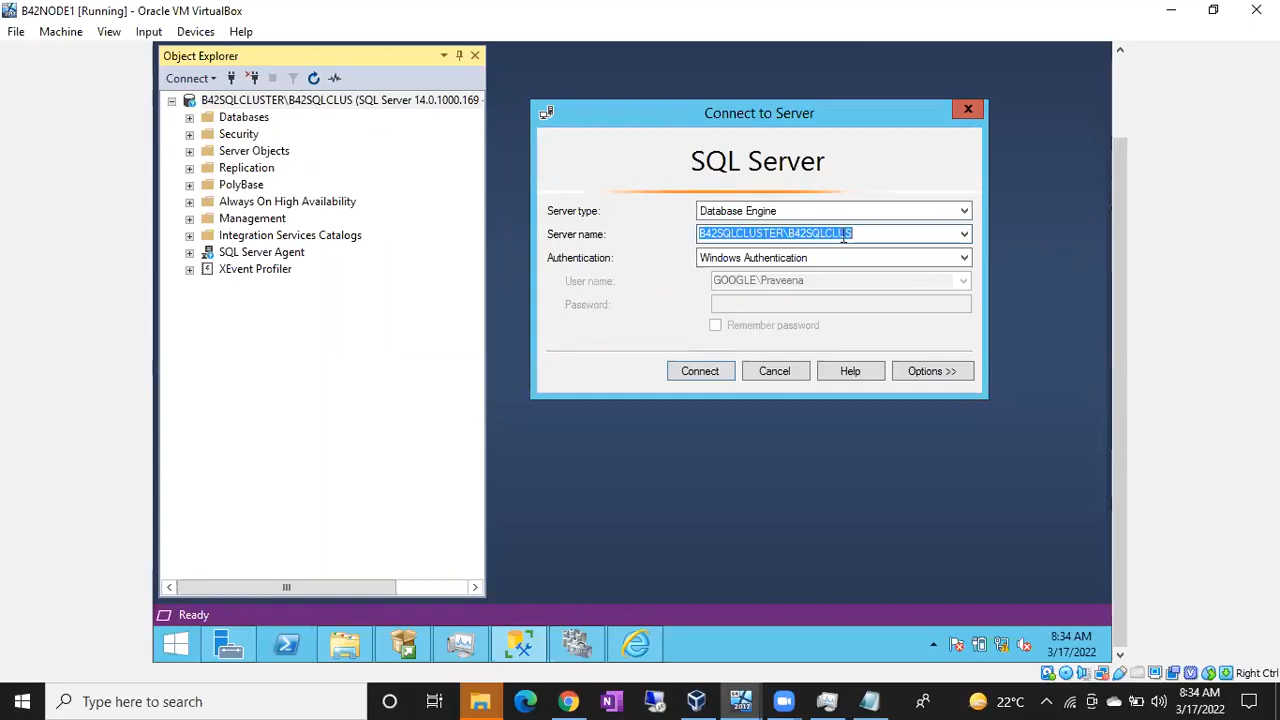 B42NODE1 [Running] - Oracle VM VirtualBox
File Machine View Input Devices Help
Object Explorer
Connect
B42SQLCLUSTER\B42SQLCLUS (SQL Server 14.0.1000.169 -
Databases
Security
Server Objects
Replication
PolyBase
Always On High Availability
Management
Integration Services Catalogs
SQL Server Agent
XEvent Profiler
Connect to Server
SQL Server
Server type: Database Engine
Server name: B42SQLCLUSTER\B42SQLCLUS
Authentication: Windows Authentication
User name: GOOGLE\Praveena
Password:
Remember password
Connect Cancel Help Options >>
Ready
8:34 AM
3/17/2022
Right Ctrl
Type here to search
22°C
8:34 AM
3/17/2022